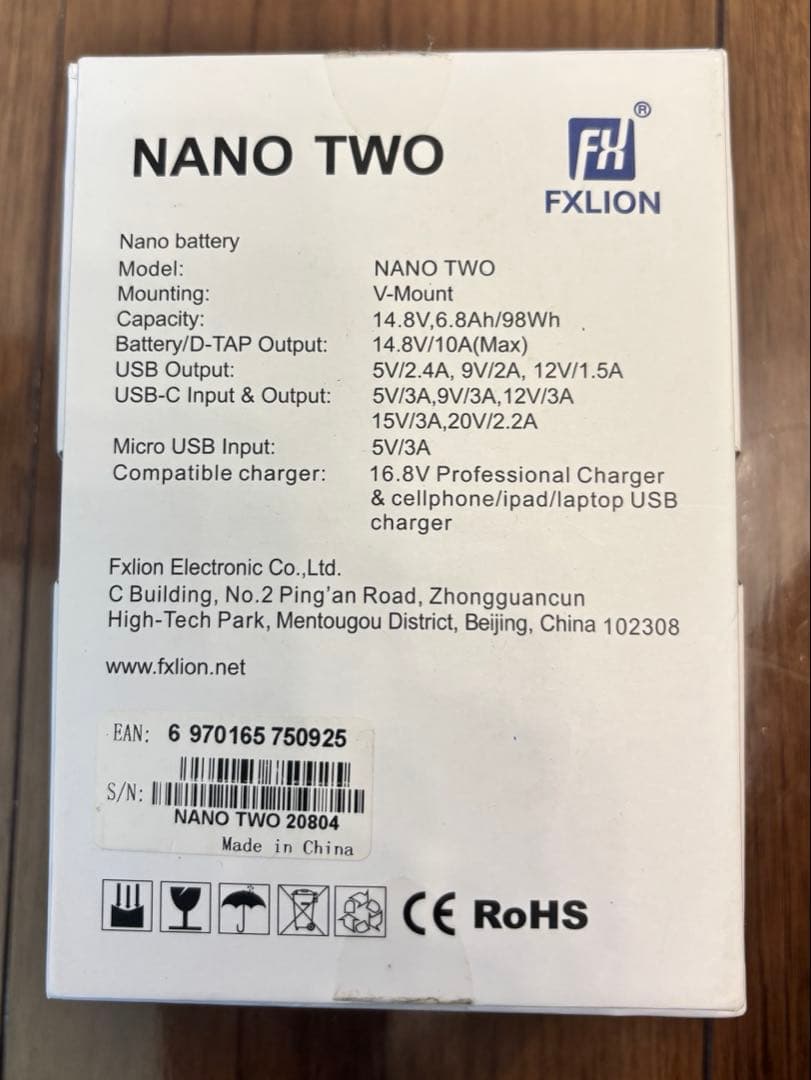 NANO TWO
FX®
FXLION
Nano battery
Model: NANO TWO
Mounting: V-Mount
Capacity: 14.8V,6.8Ah/98Wh
Battery/D-TAP Output: 14.8V/10A(Max)
USB Output: 5V/2.4A, 9V/2A, 12V/1.5A
USB-C Input & Output: 5V/3A,9V/3A,12V/3A
15V/3A,20V/2.2A
Micro USB Input: 5V/3A
Compatible charger: 16.8V Professional Charger
& cellphone/ipad/laptop USB
charger
Fxlion Electronic Co.,Ltd.
C Building, No.2 Ping'an Road, Zhongguancun
High-Tech Park, Mentougou District, Beijing, China 102308
www.fxlion.net
EAN: 6 970165 750925
S/N:
NANO TWO 20804
Made in China
CE RoHS